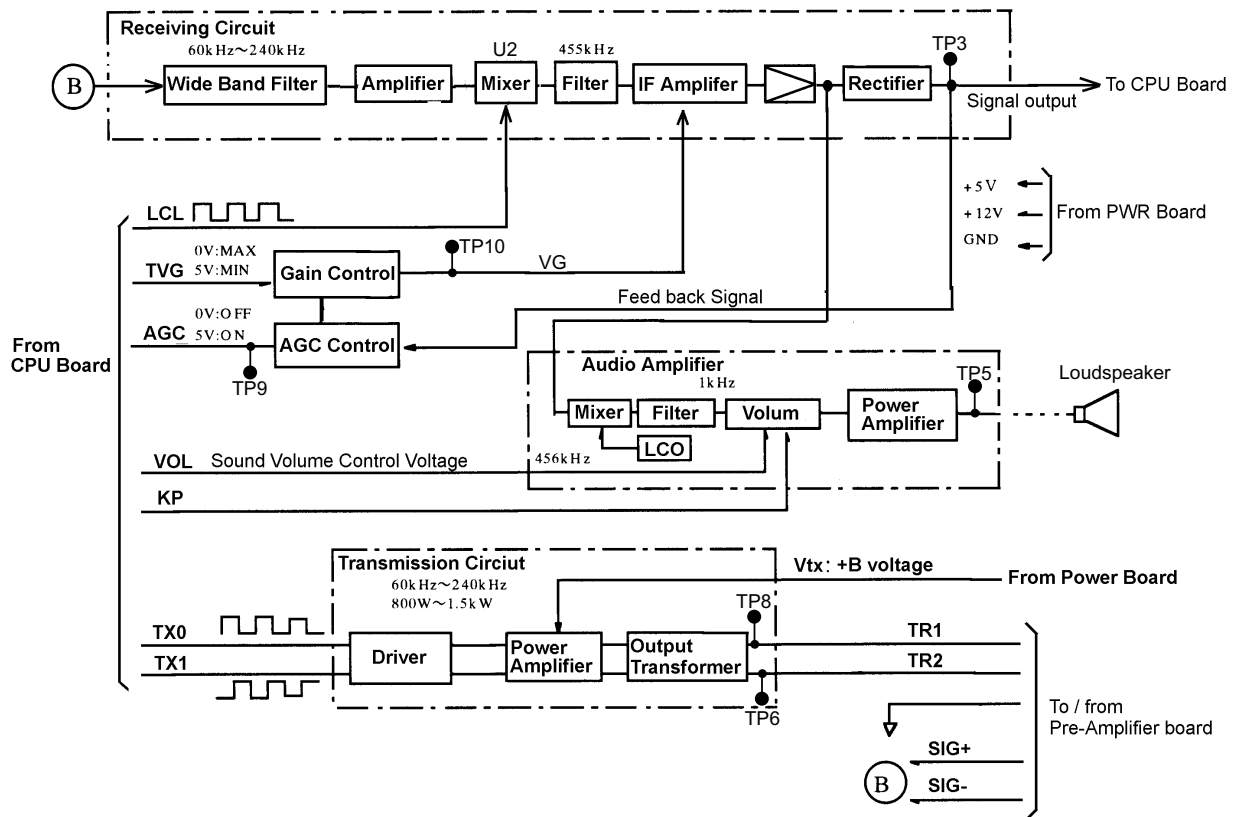 Receiving Circuit
60kHz～240kHz
U2
455kHz
TP3
B
Wide Band Filter
Amplifier
Mixer
Filter
IF Amplifer
Rectifier
To CPU Board
Signal output
+5V
+12V
GND
From PWR Board
LCL
0V:MAX
TVG
5V:MIN
Gain Control
TP10
VG
Feed back Signal
0V:OFF
AGC
5V:ON
AGC Control
TP9
From
CPU Board
Audio Amplifier
1kHz
TP5
Loudspeaker
Mixer
Filter
Volum
Power
Amplifier
LCO
456kHz
VOL
Sound Volume Control Voltage
KP
Transmission Circiut
60kHz～240kHz
800W～1.5kW
Vtx: +B voltage
From Power Board
TP8
TX0
TX1
Driver
Power
Amplifier
Output
Transformer
TR1
TR2
TP6
To / from
Pre-Amplifier board
SIG+
B
SIG-